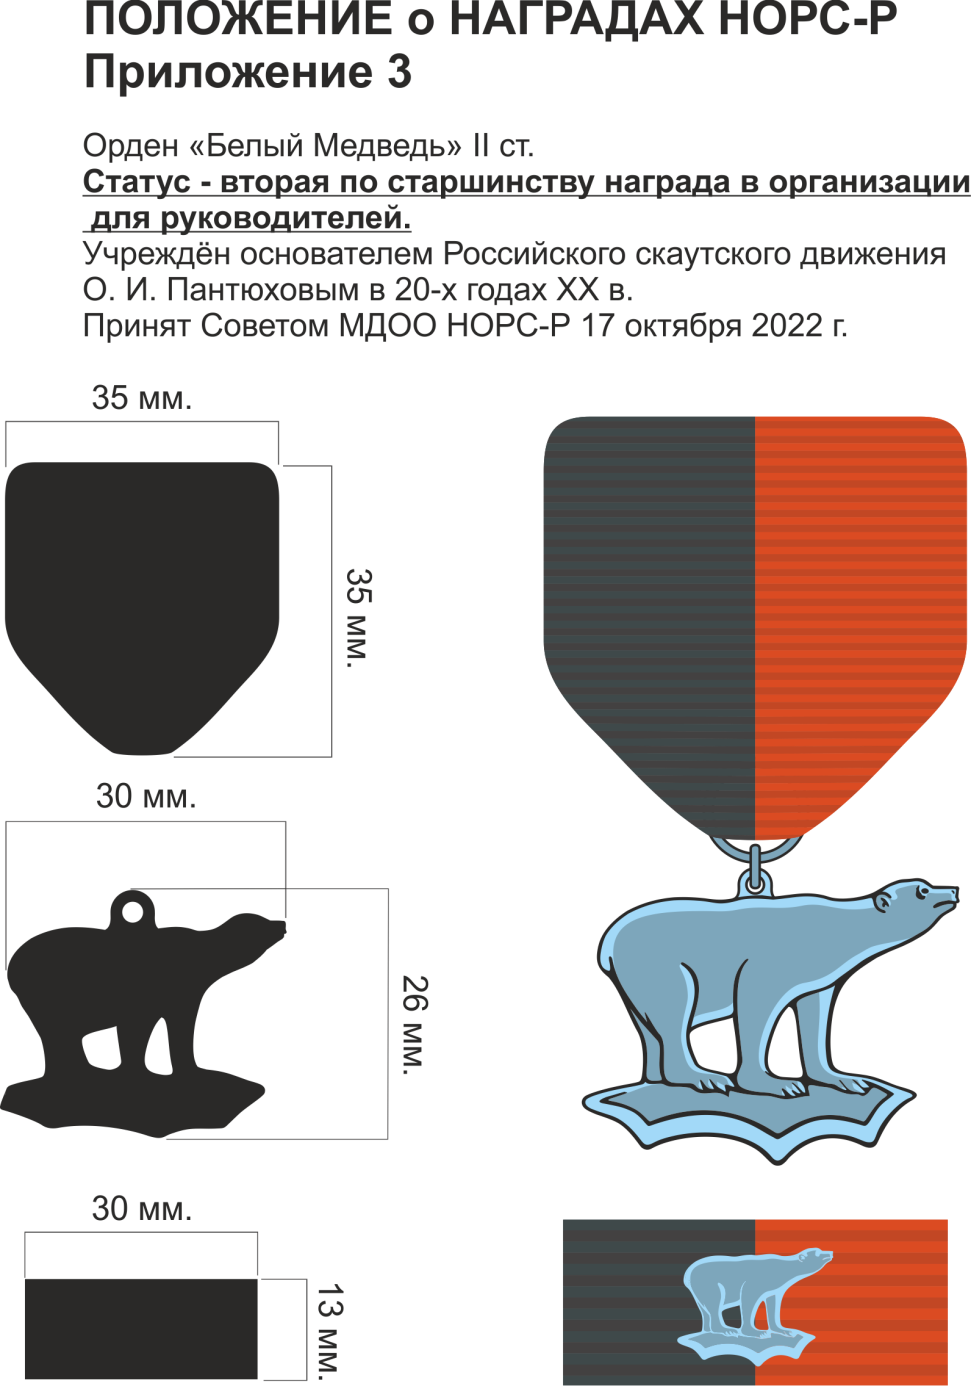 ПОЛОЖЕНИЕ о НАГРАДАХ НОРС-Р
Приложение 3
Орден «Белый Медведь» II ст.
Статус - вторая по старшинству награда в организации
для руководителей.
Учреждён основателем Российского скаутского движения
О. И. Пантюховым в 20-х годах XX в.
Принят Советом МДОО НОРС-Р 17 октября 2022 г.
35 мм.
35 мм.
30 мм.
26 мм.
30 мм.
13 мм.